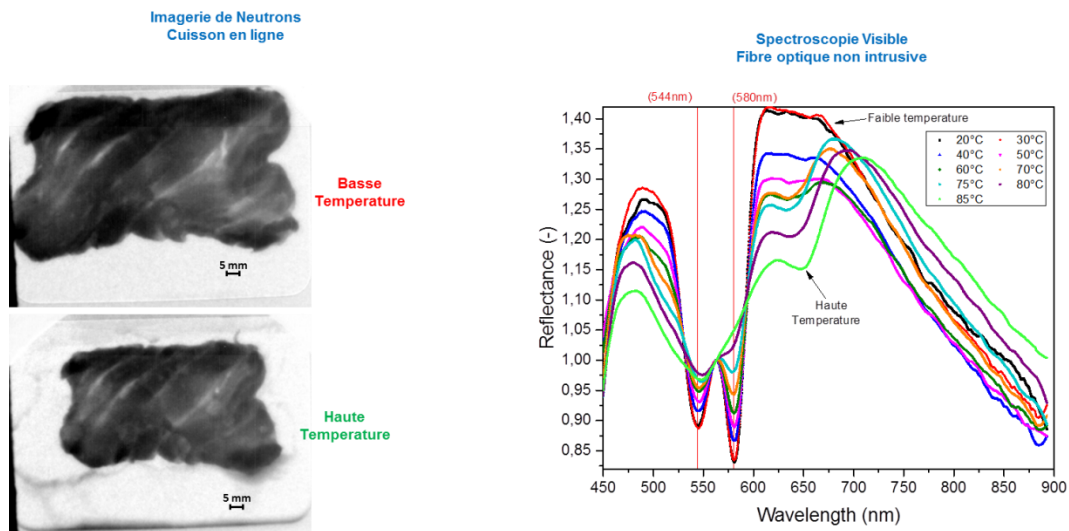 Imagerie de Neutrons
Cuisson en ligne
Basse
Temperature
5 mm
Haute
Temperature
5 mm
Spectroscopie Visible
Fibre optique non intrusive
(544nm)
(580nm)
Faible temperature
20°C
30°C
40°C
50°C
60°C
70°C
75°C
80°C
85°C
Haute
Temperature
Reflectance (-)
1,40
1,35
1,30
1,25
1,20
1,15
1,10
1,05
1,00
0,95
0,90
0,85
450
500
550
600
650
700
750
800
850
900
Wavelength (nm)